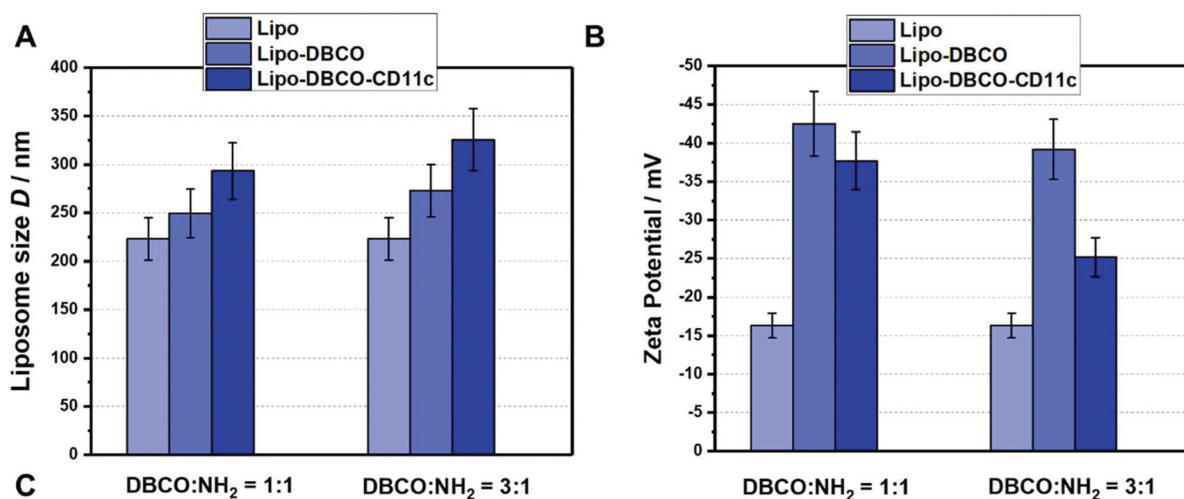 A
Lipo
Lipo-DBCO
Lipo-DBCO-CD11c
Liposome size D / nm
400
350
300
250
200
150
100
50
0
DBCO:NH₂ = 1:1
DBCO:NH₂ = 3:1
B
Lipo
Lipo-DBCO
Lipo-DBCO-CD11c
Zeta Potential / mV
-50
-45
-40
-35
-30
-25
-20
-15
-10
-5
0
DBCO:NH₂ = 1:1
DBCO:NH₂ = 3:1
C